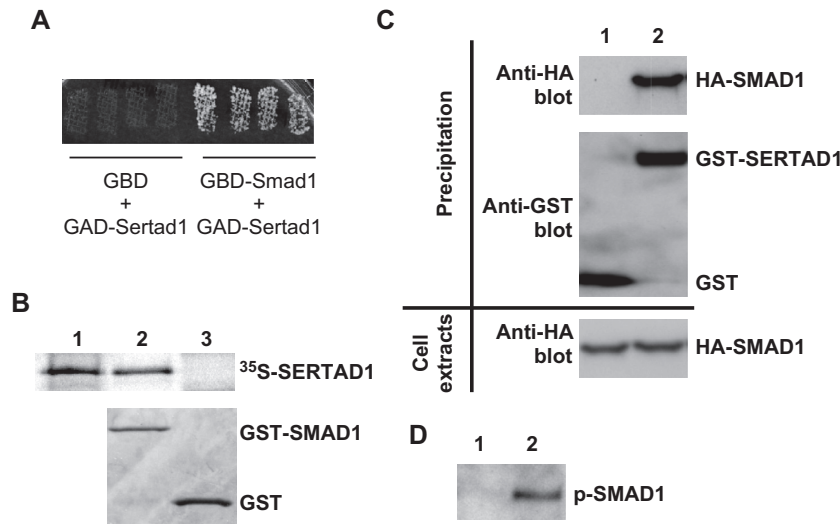 A
GBD
+
GAD-Sertad1
GBD-Smad1
+
GAD-Sertad1
B
1 2 3
35S-SERTAD1
GST-SMAD1
GST
C
1 2
Precipitation
Anti-HA
blot
HA-SMAD1
Anti-GST
blot
GST-SERTAD1
GST
Cell
extracts
Anti-HA
blot
HA-SMAD1
D
1 2
p-SMAD1